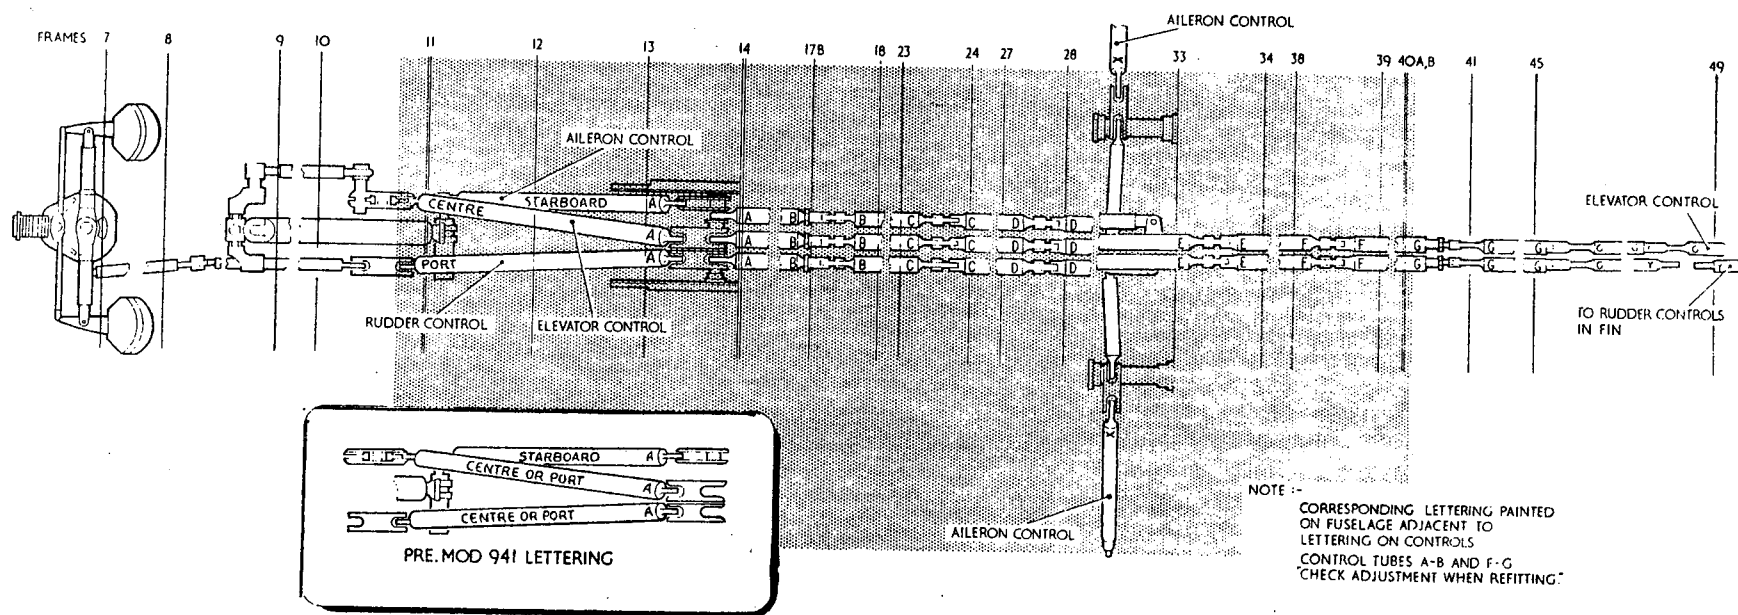 AILERON CONTROL
FRAMES 7 8 9 10 11 12 13 14 17B 18 23 24 27 28 33 34 38 39 40A,B 41 45 49
AILERON CONTROL
STARBOARD A
CENTRE A
PORT A
A B B C C D D
A B B C C D D E E F F G G G G G G
A B B C C D D E E F F G G G G Y
X
ELEVATOR CONTROL
RUDDER CONTROL
ELEVATOR CONTROL
TO RUDDER CONTROLS
IN FIN
STARBOARD A
CENTRE OR PORT A
CENTRE OR PORT A
PRE. MOD 941 LETTERING
X
AILERON CONTROL
NOTE :-
CORRESPONDING LETTERING PAINTED
ON FUSELAGE ADJACENT TO
LETTERING ON CONTROLS
CONTROL TUBES A-B AND F-G
"CHECK ADJUSTMENT WHEN REFITTING."